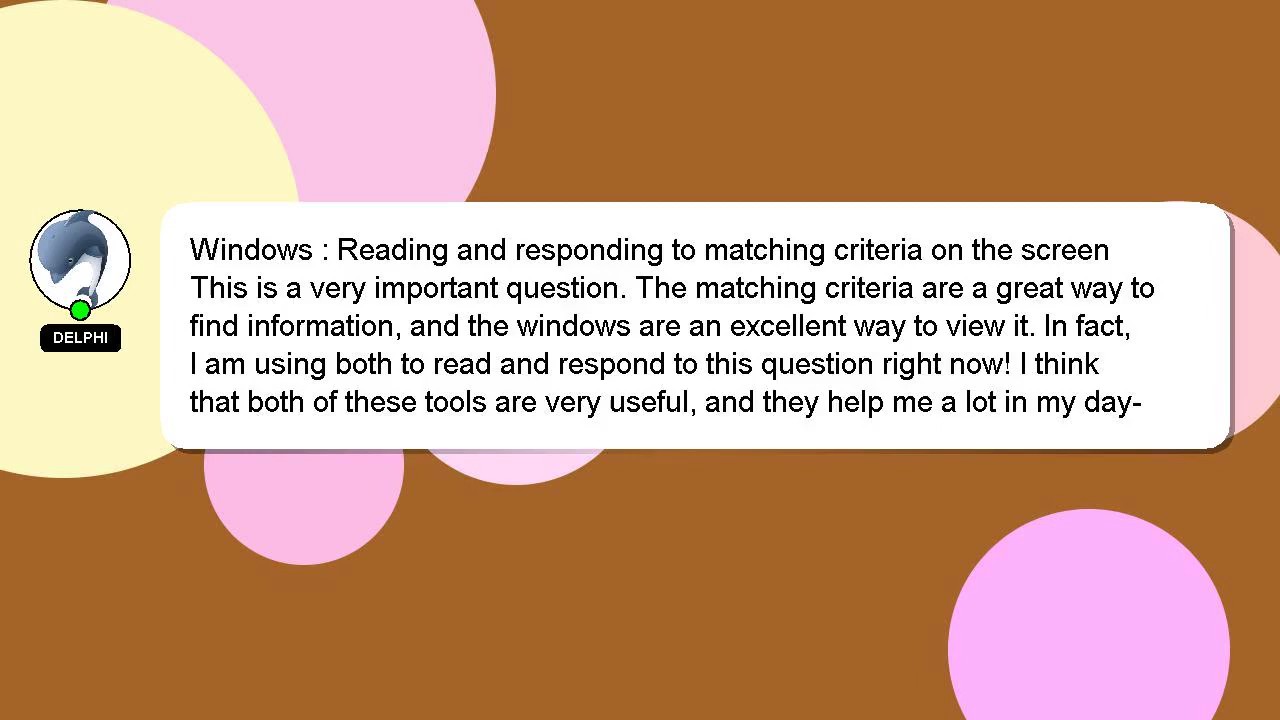 Windows : Reading and responding to matching criteria on the screen
This is a very important question. The matching criteria are a great way to
find information, and the windows are an excellent way to view it. In fact,
I am using both to read and respond to this question right now! I think
that both of these tools are very useful, and they help me a lot in my day-
DELPHI